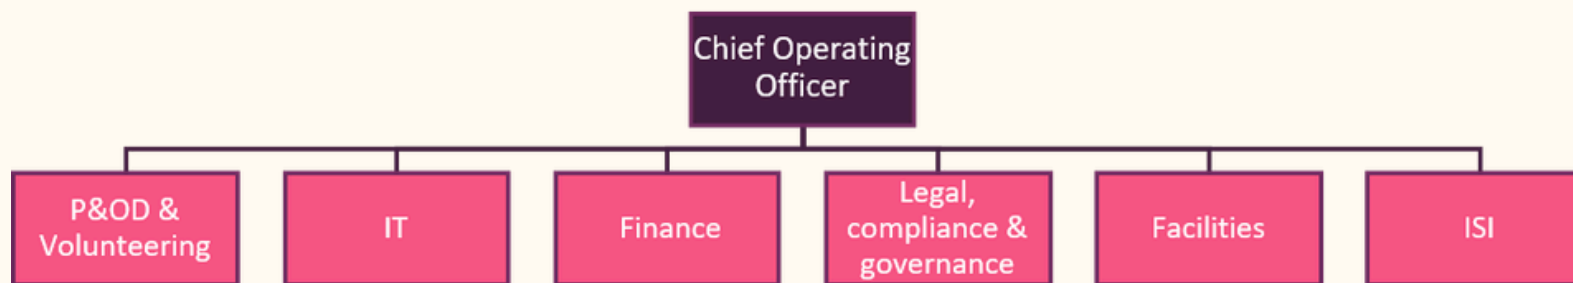 Chief Operating
Officer
P&OD &
Volunteering
IT
Finance
Legal,
compliance &
governance
Facilities
ISI